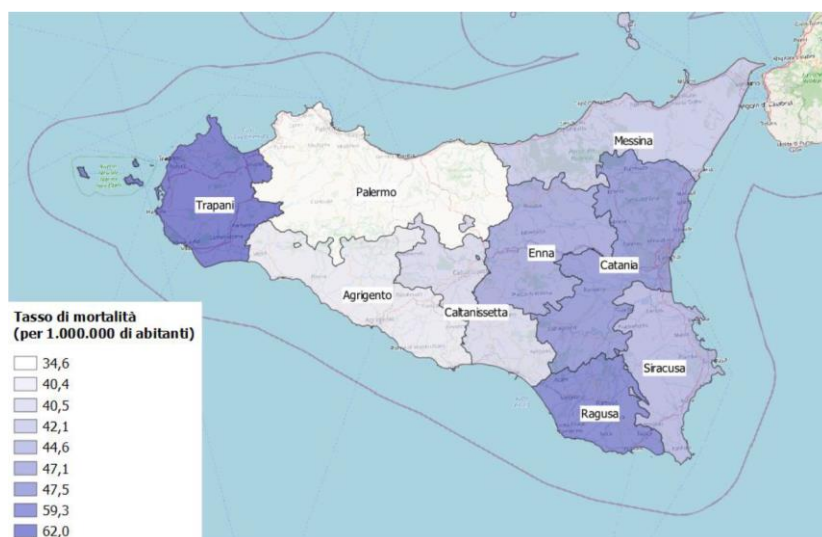 Messina
Palermo
Trapani
Enna
Catania
Agrigento
Caltanissetta
Siracusa
Ragusa
Tasso di mortalità
(per 1.000.000 di abitanti)
34,6
40,4
40,5
42,1
44,6
47,1
47,5
59,3
62,0